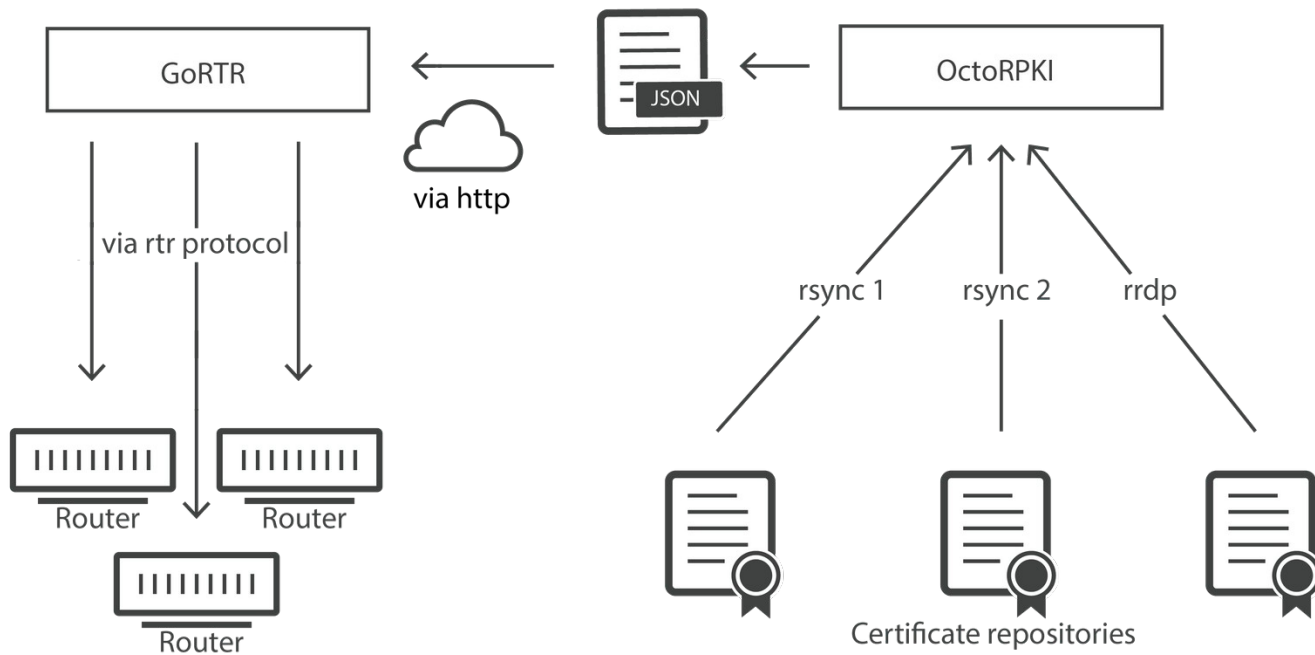 GoRTR
JSON
OctoRPKI
via http
via rtr protocol
rsync 1
rsync 2
rrdp
Router
Router
Router
Certificate repositories